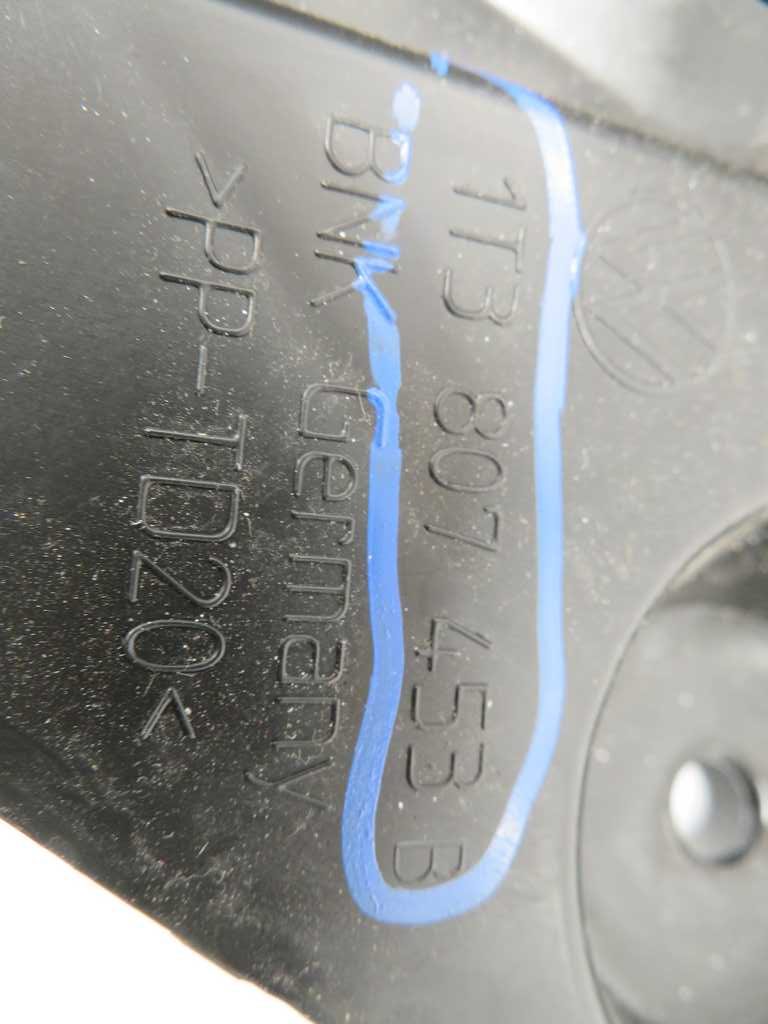 1T3 807 453 B
BNK Germany
>PP-TD20<